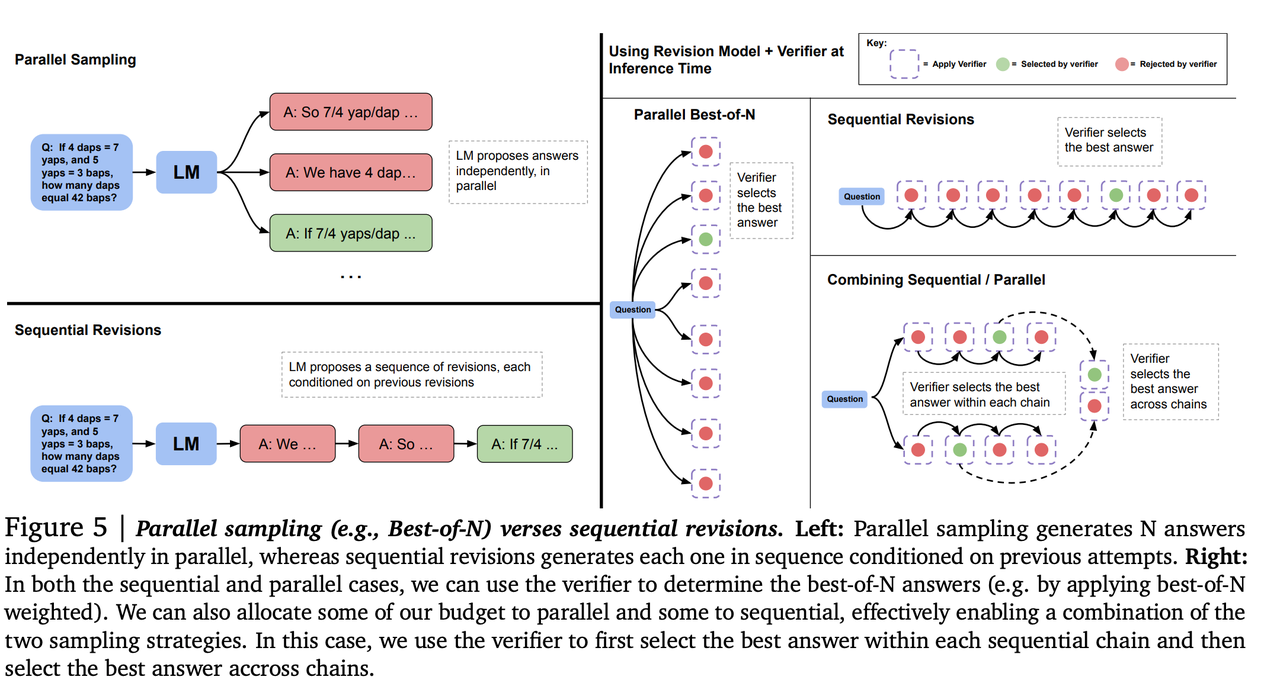 Parallel Sampling
Q: If 4 daps = 7
yaps, and 5
yaps = 3 baps,
how many daps
equal 42 baps?
LM
A: So 7/4 yap/dap ...
A: We have 4 dap...
A: If 7/4 yaps/dap ...
...
LM proposes answers
independently, in
parallel
Sequential Revisions
LM proposes a sequence of revisions, each
conditioned on previous revisions
Q: If 4 daps = 7
yaps, and 5
yaps = 3 baps,
how many daps
equal 42 baps?
LM
A: We ...
A: So ...
A: If 7/4 ...
Using Revision Model + Verifier at
Inference Time
Key:
= Apply Verifier
= Selected by verifier
= Rejected by verifier
Parallel Best-of-N
Question
Verifier
selects
the best
answer
Sequential Revisions
Verifier selects
the best answer
Question
Combining Sequential / Parallel
Question
Verifier selects the best
answer within each chain
Verifier
selects the
best answer
across chains
Figure 5 | Parallel sampling (e.g., Best-of-N) verses sequential revisions. Left: Parallel sampling generates N answers
independently in parallel, whereas sequential revisions generates each one in sequence conditioned on previous attempts. Right:
In both the sequential and parallel cases, we can use the verifier to determine the best-of-N answers (e.g. by applying best-of-N
weighted). We can also allocate some of our budget to parallel and some to sequential, effectively enabling a combination of the
two sampling strategies. In this case, we use the verifier to first select the best answer within each sequential chain and then
select the best answer accross chains.